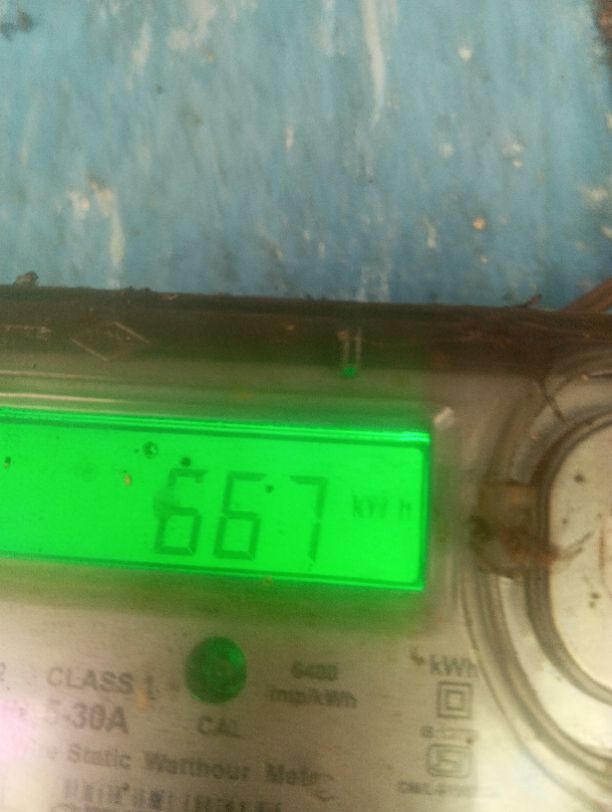 667 kWh
CLASS 1
6400
imp/kWh
kWh
5-30A
CAL
Static Watthour Meter